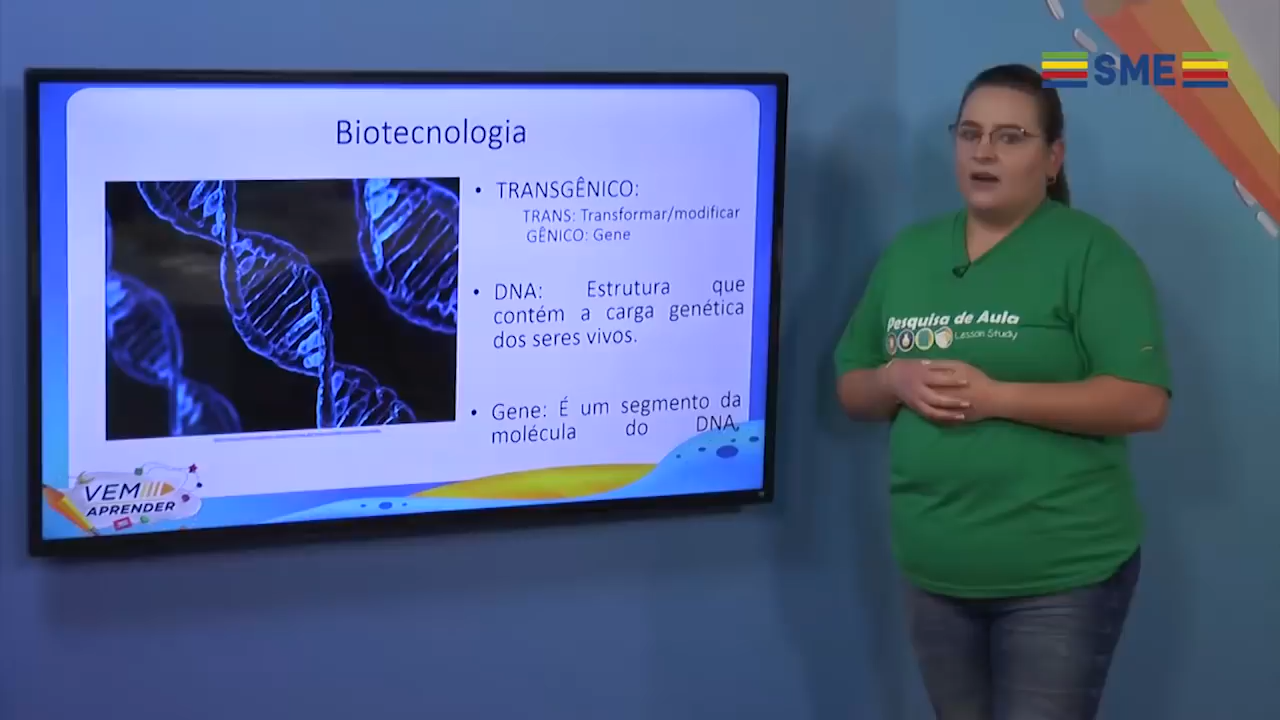 SME
Biotecnologia
• TRANSGÊNICO:
TRANS: Transformar/modificar
GÊNICO: Gene
• DNA: Estrutura que
contém a carga genética
dos seres vivos.
• Gene: É um segmento da
molécula do DNA.
VEM
APRENDER
Pesquisa de Aula
Lesson Study